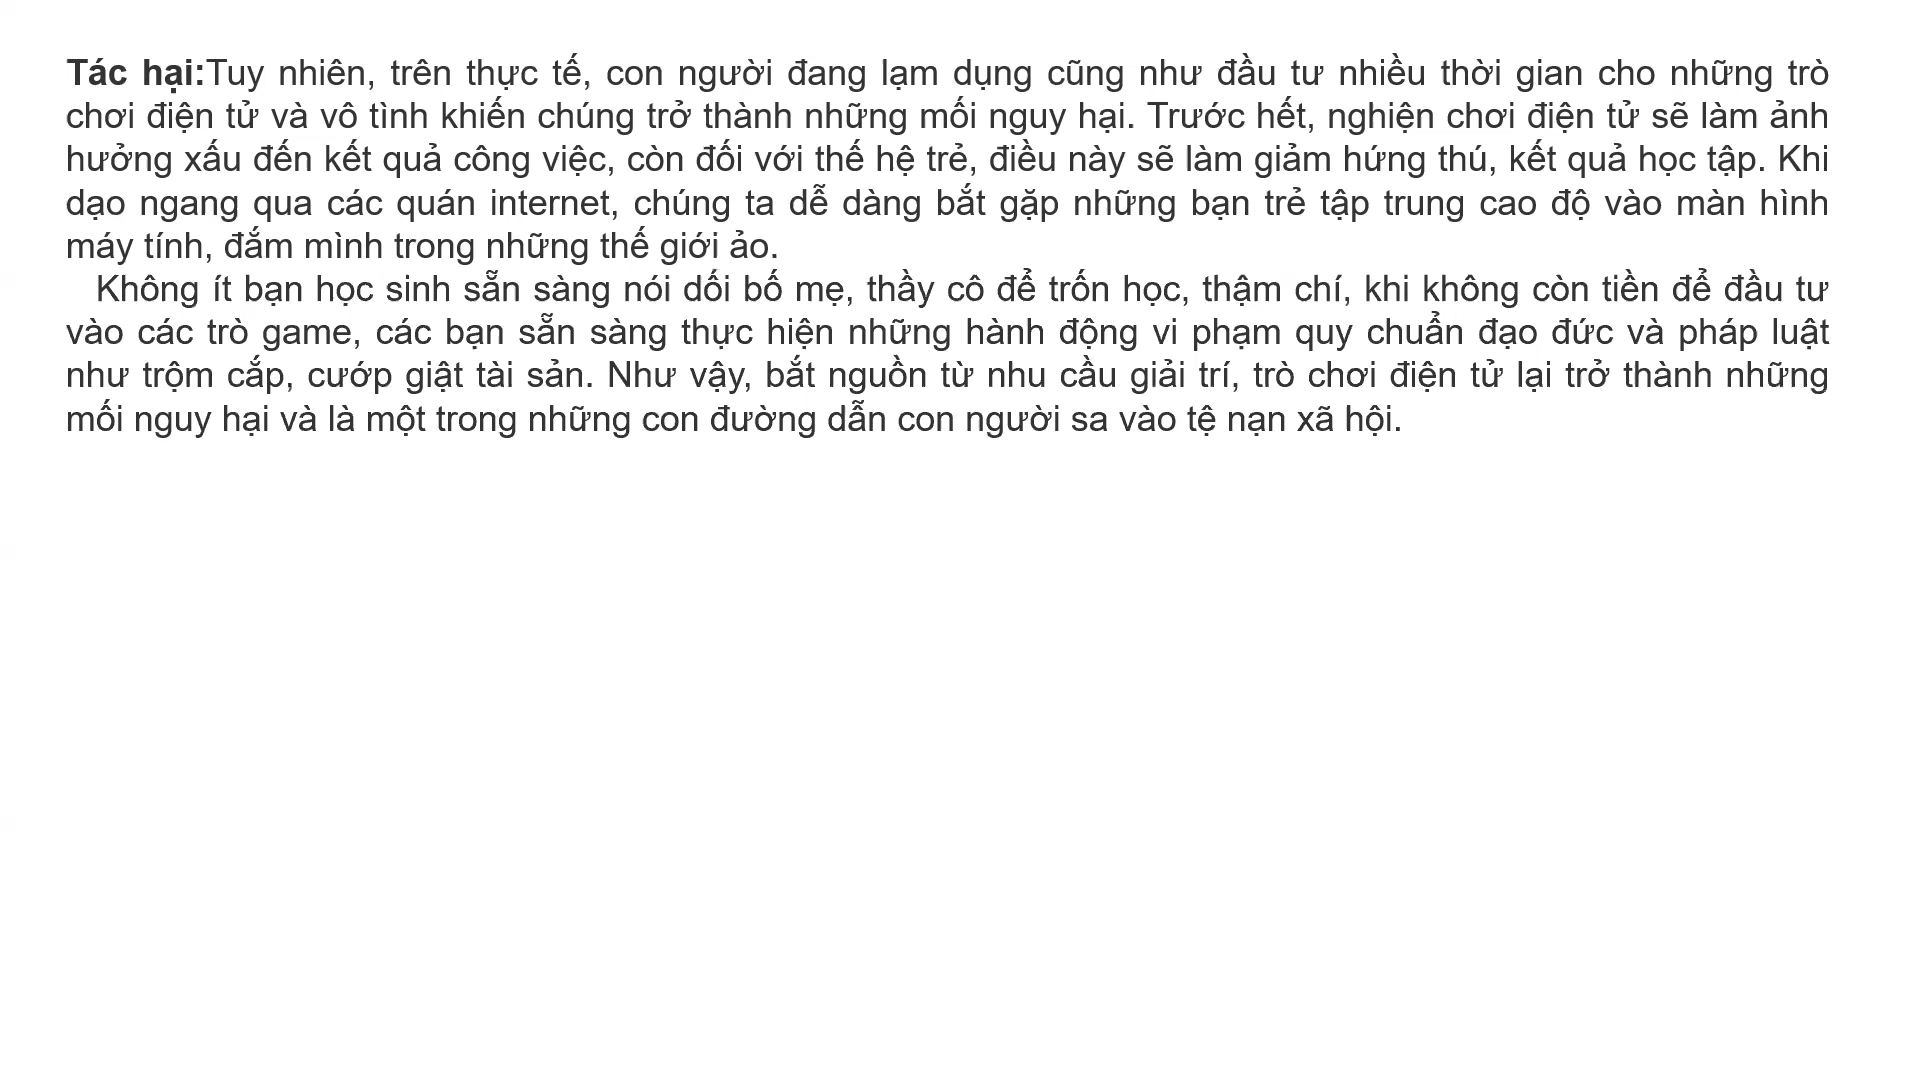 Tác hại:Tuy nhiên, trên thực tế, con người đang lạm dụng cũng như đầu tư nhiều thời gian cho những trò
chơi điện tử và vô tình khiến chúng trở thành những mối nguy hại. Trước hết, nghiện chơi điện tử sẽ làm ảnh
hưởng xấu đến kết quả công việc, còn đối với thế hệ trẻ, điều này sẽ làm giảm hứng thú, kết quả học tập. Khi
dạo ngang qua các quán internet, chúng ta dễ dàng bắt gặp những bạn trẻ tập trung cao độ vào màn hình
máy tính, đắm mình trong những thế giới ảo.
Không ít bạn học sinh sẵn sàng nói dối bố mẹ, thầy cô để trốn học, thậm chí, khi không còn tiền để đầu tư
vào các trò game, các bạn sẵn sàng thực hiện những hành động vi phạm quy chuẩn đạo đức và pháp luật
như trộm cắp, cướp giật tài sản. Như vậy, bắt nguồn từ nhu cầu giải trí, trò chơi điện tử lại trở thành những
mối nguy hại và là một trong những con đường dẫn con người sa vào tệ nạn xã hội.